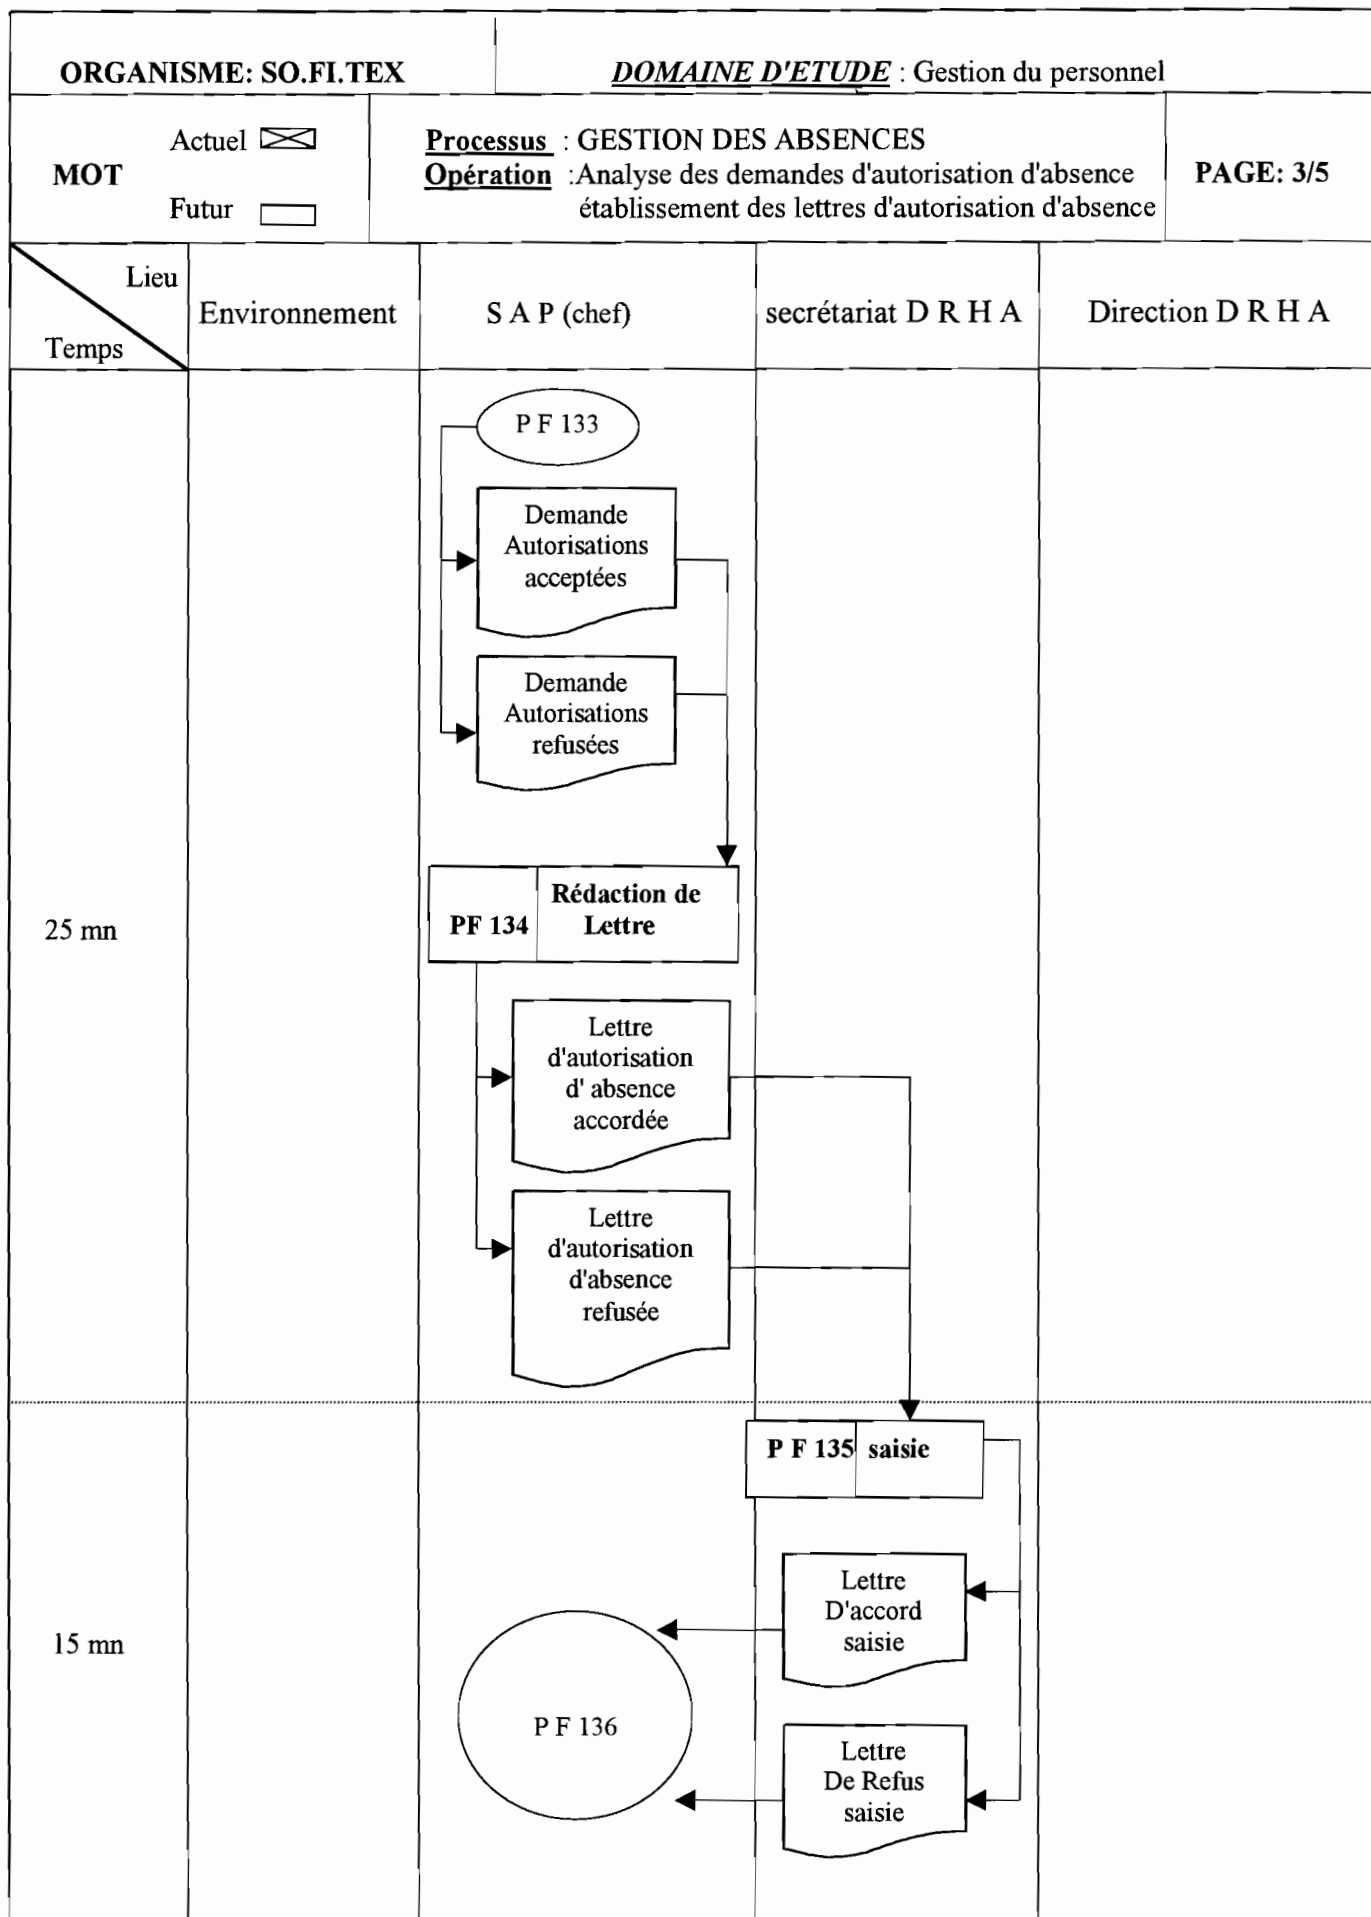 ORGANISME: SO.FI.TEX
DOMAINE D'ETUDE : Gestion du personnel
MOT
Actuel
Futur
Processus : GESTION DES ABSENCES
Opération :Analyse des demandes d'autorisation d'absence
établissement des lettres d'autorisation d'absence
PAGE: 3/5
Lieu
Temps
Environnement
S A P (chef)
secrétariat D R H A
Direction D R H A
P F 133
Demande
Autorisations
acceptées
Demande
Autorisations
refusées
25 mn
PF 134
Rédaction de
Lettre
Lettre
d'autorisation
d' absence
accordée
Lettre
d'autorisation
d'absence
refusée
P F 135
saisie
15 mn
Lettre
D'accord
saisie
P F 136
Lettre
De Refus
saisie